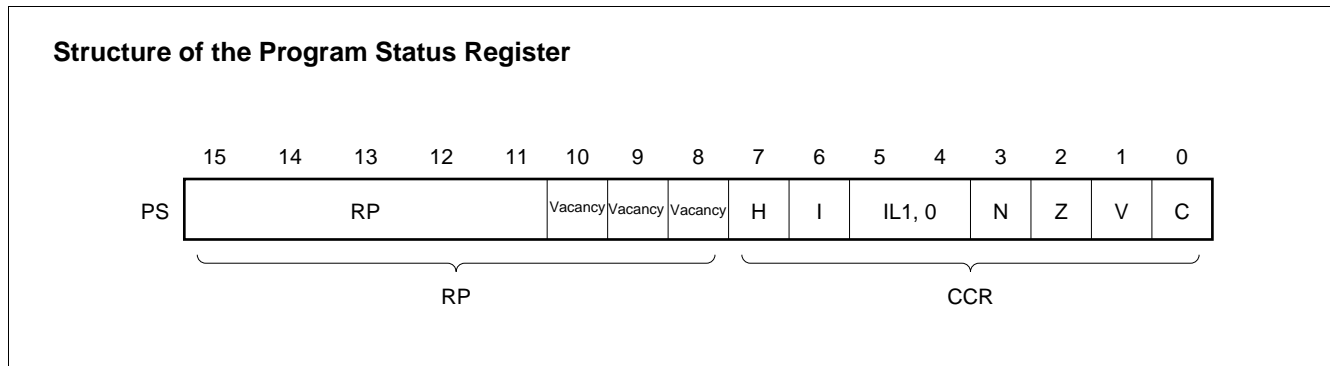 Structure of the Program Status Register
15 14 13 12 11 10 9 8 7 6 5 4 3 2 1 0
PS RP Vacancy Vacancy Vacancy H I IL1, 0 N Z V C
RP CCR